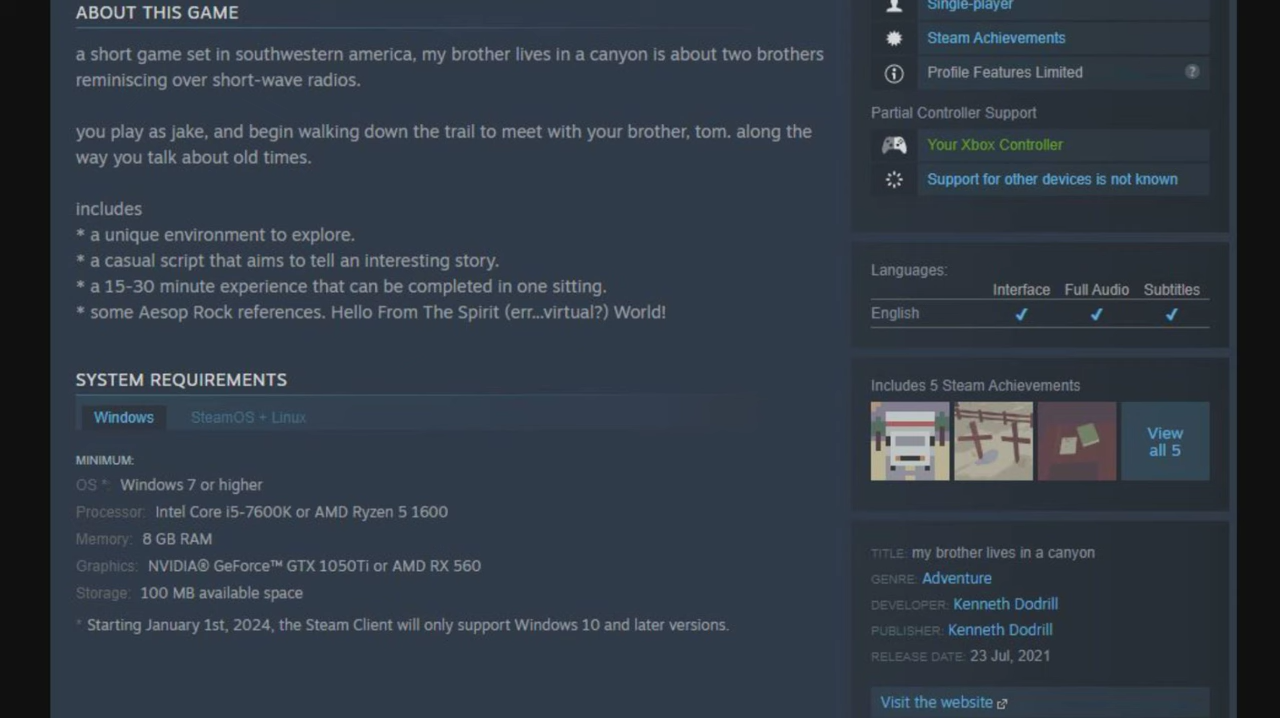 ABOUT THIS GAME
a short game set in southwestern america, my brother lives in a canyon is about two brothers
reminiscing over short-wave radios.
you play as jake, and begin walking down the trail to meet with your brother, tom. along the
way you talk about old times.
includes
* a unique environment to explore.
* a casual script that aims to tell an interesting story.
* a 15-30 minute experience that can be completed in one sitting.
* some Aesop Rock references. Hello From The Spirit (err...virtual?) World!
SYSTEM REQUIREMENTS
Windows SteamOS + Linux
MINIMUM:
OS *: Windows 7 or higher
Processor: Intel Core i5-7600K or AMD Ryzen 5 1600
Memory: 8 GB RAM
Graphics: NVIDIA® GeForce™ GTX 1050Ti or AMD RX 560
Storage: 100 MB available space
* Starting January 1st, 2024, the Steam Client will only support Windows 10 and later versions.
Single-player
Steam Achievements
Profile Features Limited ?
Partial Controller Support
Your Xbox Controller
Support for other devices is not known
Languages:
Interface Full Audio Subtitles
English ✔ ✔ ✔
Includes 5 Steam Achievements
View
all 5
TITLE: my brother lives in a canyon
GENRE: Adventure
DEVELOPER: Kenneth Dodrill
PUBLISHER: Kenneth Dodrill
RELEASE DATE: 23 Jul, 2021
Visit the website